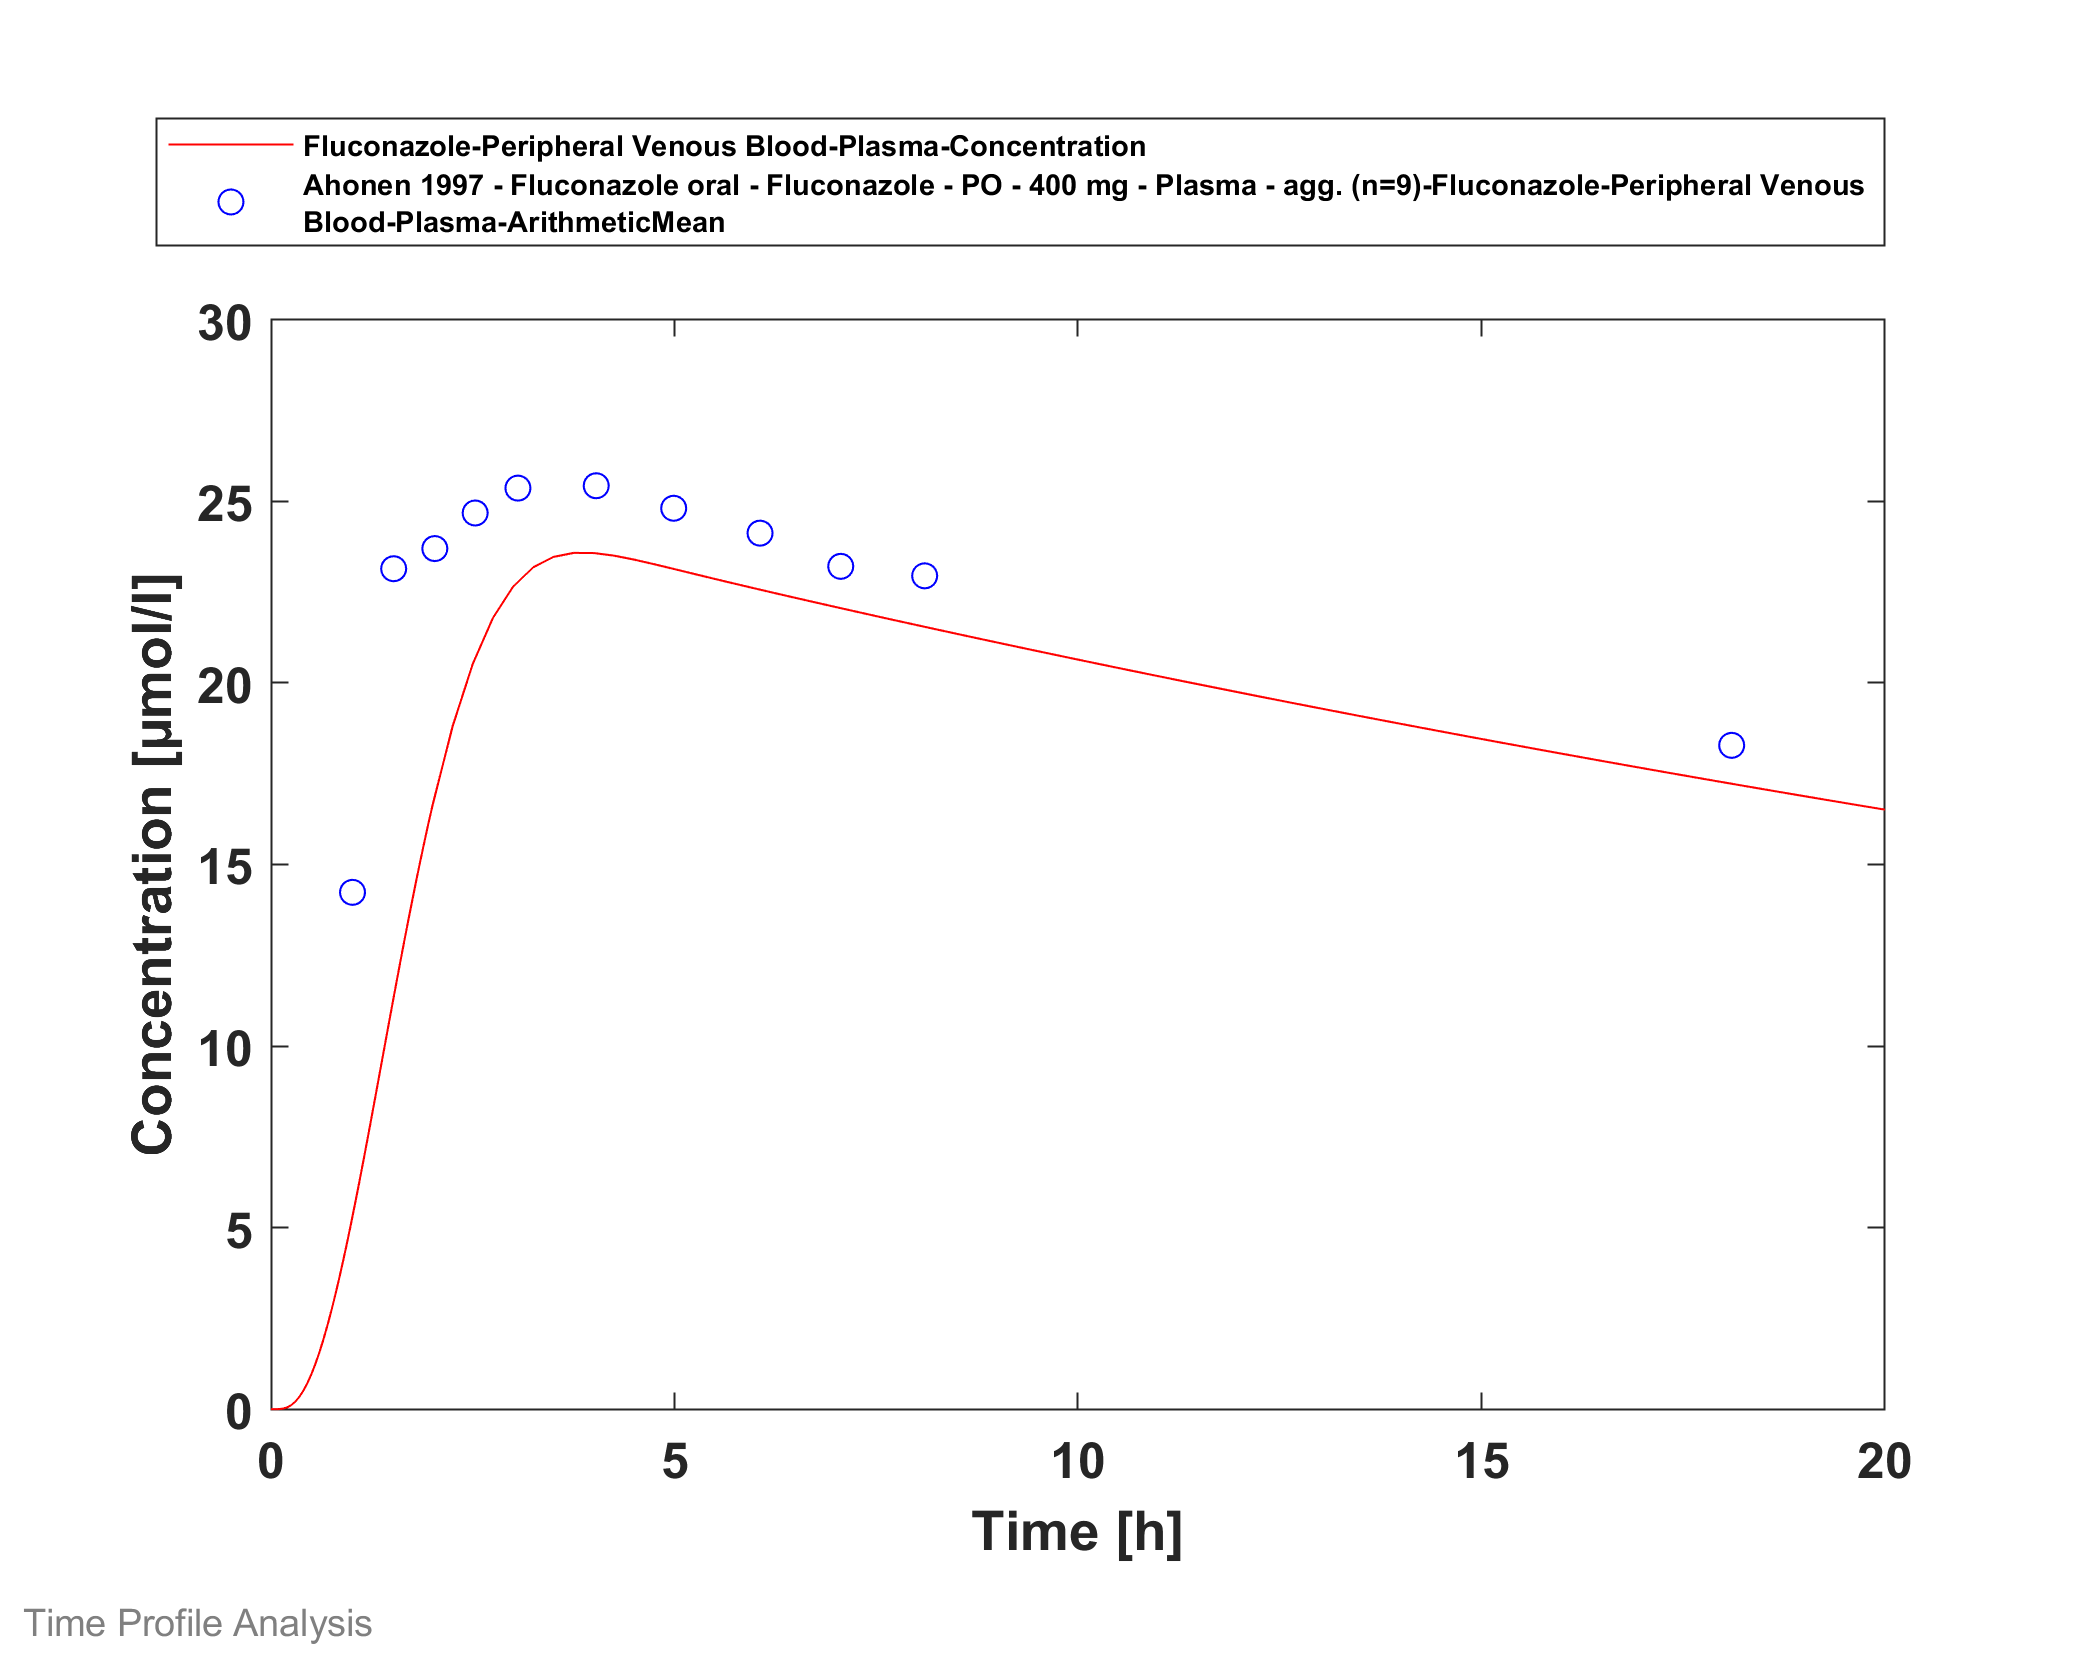 Fluconazole-Peripheral Venous Blood-Plasma-Concentration
Ahonen 1997 - Fluconazole oral - Fluconazole - PO - 400 mg - Plasma - agg. (n=9)-Fluconazole-Peripheral Venous
Blood-Plasma-ArithmeticMean
30
25
20
15
10
5
0
Concentration [µmol/l]
0 5 10 15 20
Time [h]
Time Profile Analysis